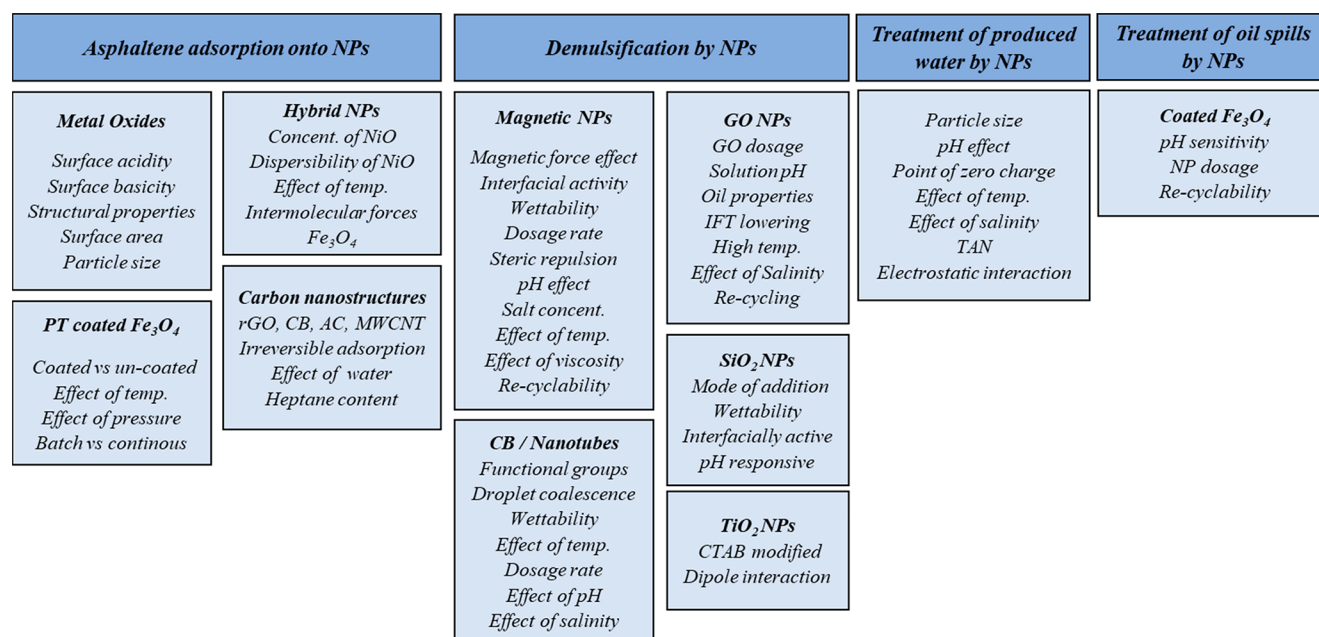 Asphaltene adsorption onto NPs
Metal Oxides
Surface acidity
Surface basicity
Structural properties
Surface area
Particle size
PT coated Fe₃O₄
Coated vs un-coated
Effect of temp.
Effect of pressure
Batch vs continous
Hybrid NPs
Concent. of NiO
Dispersibility of NiO
Effect of temp.
Intermolecular forces
Fe₃O₄
Carbon nanostructures
rGO, CB, AC, MWCNT
Irreversible adsorption
Effect of water
Heptane content
Demulsification by NPs
Magnetic NPs
Magnetic force effect
Interfacial activity
Wettability
Dosage rate
Steric repulsion
pH effect
Salt concent.
Effect of temp.
Effect of viscosity
Re-cyclability
CB / Nanotubes
Functional groups
Droplet coalescence
Wettability
Effect of temp.
Dosage rate
Effect of pH
Effect of salinity
GO NPs
GO dosage
Solution pH
Oil properties
IFT lowering
High temp.
Effect of Salinity
Re-cycling
SiO₂ NPs
Mode of addition
Wettability
Interfacially active
pH responsive
TiO₂ NPs
CTAB modified
Dipole interaction
Treatment of produced
water by NPs
Particle size
pH effect
Point of zero charge
Effect of temp.
Effect of salinity
TAN
Electrostatic interaction
Treatment of oil spills
by NPs
Coated Fe₃O₄
pH sensitivity
NP dosage
Re-cyclability